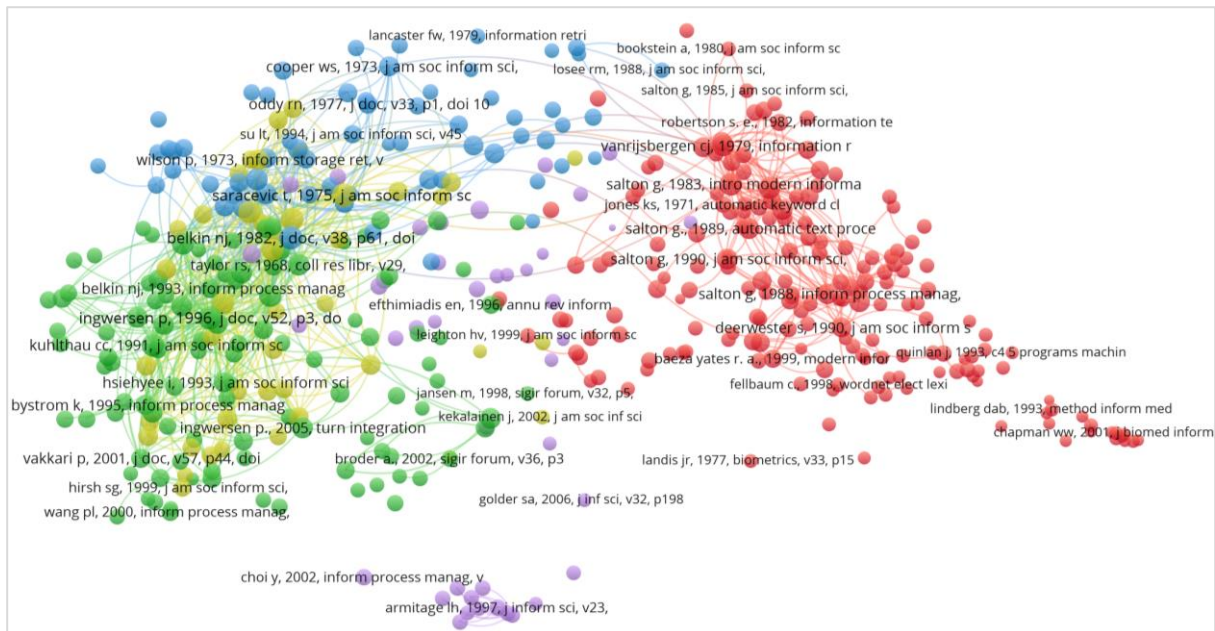 lancaster fw, 1979, information retri
bookstein a, 1980, j am soc inform sc
cooper ws, 1973, j am soc inform sci,
losee rm, 1988, j am soc inform sci,
salton g, 1985, j am soc inform sci,
oddy rn, 1977, j doc, v33, p1, doi 10
robertson s. e., 1982, information te
su lt, 1994, j am soc inform sci, v45
vanrijsbergen cj, 1979, information r
wilson p, 1973, inform storage ret, v
salton g, 1983, intro modern informa
saracevic t, 1975, j am soc inform sc
jones ks, 1971, automatic keyword cl
salton g., 1989, automatic text proce
belkin nj, 1982, j doc, v38, p61, doi
salton g, 1990, j am soc inform sci,
taylor rs, 1968, coll res libr, v29,
belkin nj, 1993, inform process manag
salton g, 1988, inform process manag,
efthimiadis en, 1996, annu rev inform
ingwersen p, 1996, j doc, v52, p3, do
deerwester s, 1990, j am soc inform s
leighton hv, 1999, j am soc inform sc
kuhlthau cc, 1991, j am soc inform sc
quinlan j, 1993, c4 5 programs machin
baeza yates r. a., 1999, modern infor
hsiehyee i, 1993, j am soc inform sci
fellbaum c., 1998, wordnet elect lexi
jansen m, 1998, sigir forum, v32, p5,
bystrom k, 1995, inform process manag
lindberg dab, 1993, method inform med
kekalainen j, 2002, j am soc inf sci
ingwersen p., 2005, turn integration
chapman ww, 2001, j biomed inform
vakkari p, 2001, j doc, v57, p44, doi
broder a., 2002, sigir forum, v36, p3
landis jr, 1977, biometrics, v33, p15
hirsh sg, 1999, j am soc inform sci,
golder sa, 2006, j inf sci, v32, p198
wang pl, 2000, inform process manag,
choi y, 2002, inform process manag, v
armitage lh, 1997, j inform sci, v23,